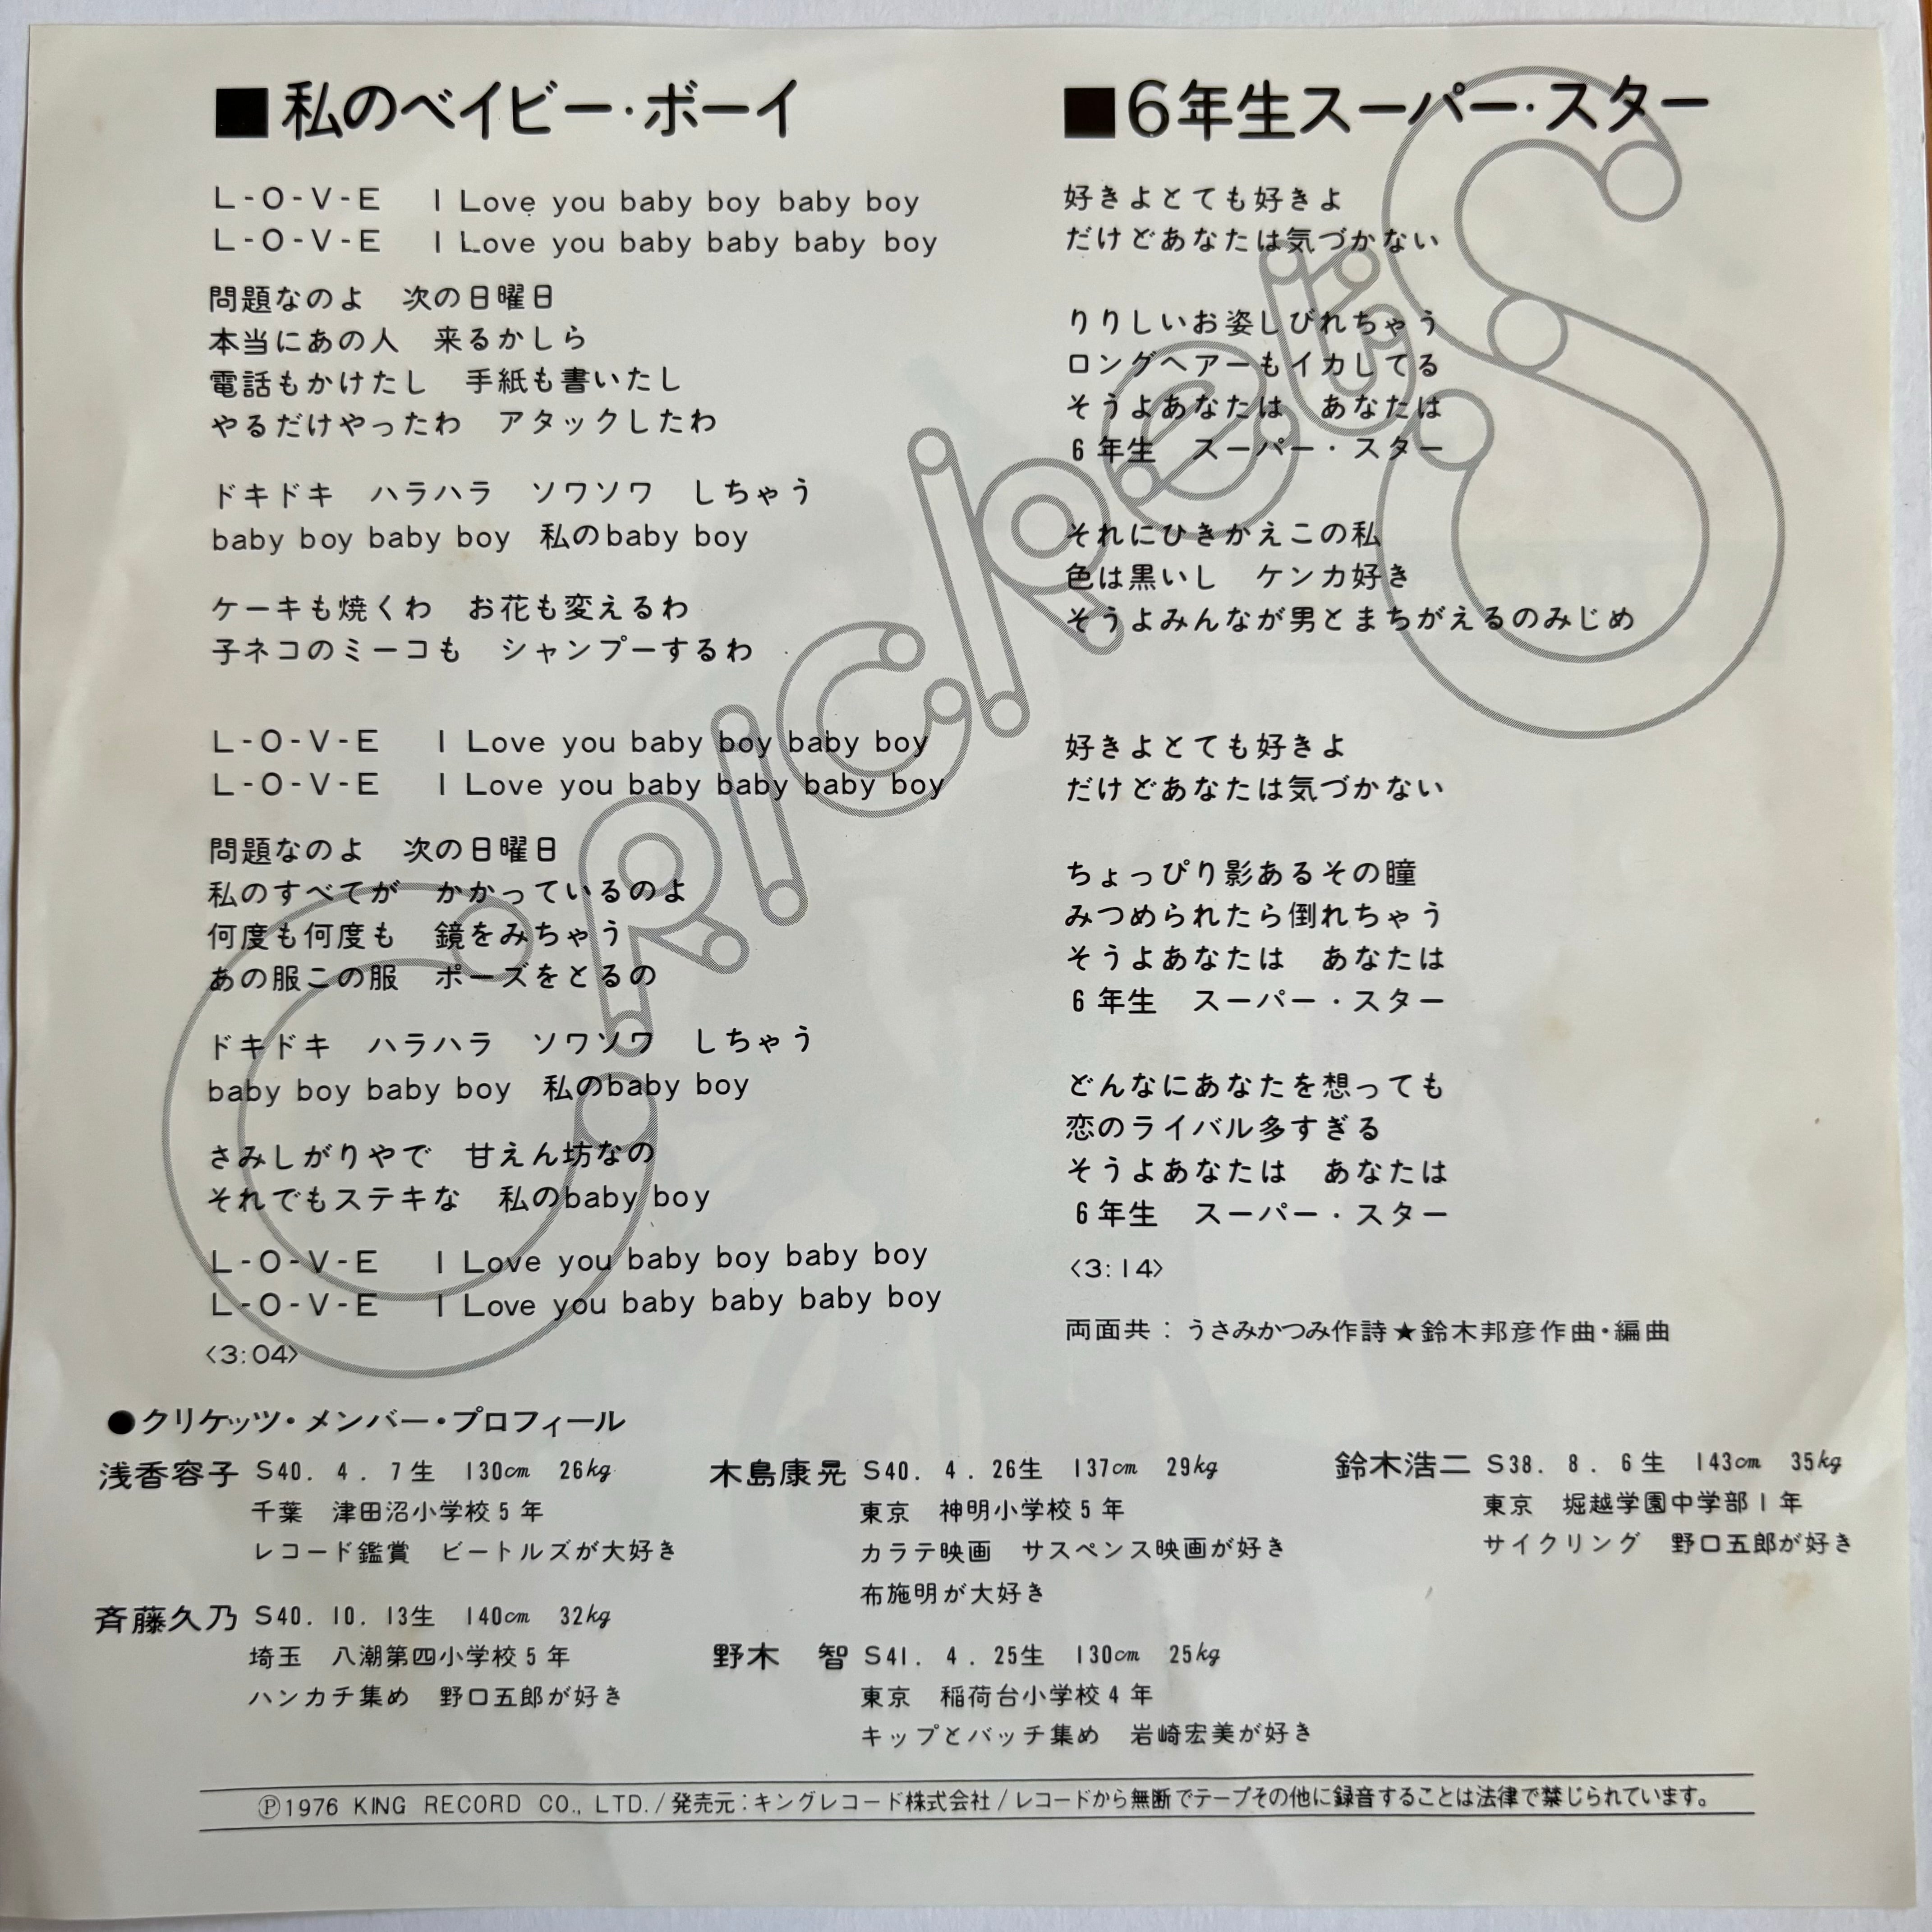 ■私のベイビー・ボーイ
L-O-V-E　I Love you baby boy baby boy
L-O-V-E　I Love you baby baby baby boy
問題なのよ　次の日曜日
本当にあの人　来るかしら
電話もかけたし　手紙も書いたし
やるだけやったわ　アタックしたわ
ドキドキ　ハラハラ　ソワソワ　しちゃう
baby boy baby boy　私のbaby boy
ケーキも焼くわ　お花も変えるわ
子ネコのミーコも　シャンプーするわ
L-O-V-E　I Love you baby boy baby boy
L-O-V-E　I Love you baby baby baby boy
問題なのよ　次の日曜日
私のすべてが　かかっているのよ
何度も何度も　鏡をみちゃう
あの服この服　ポーズをとるの
ドキドキ　ハラハラ　ソワソワ　しちゃう
baby boy baby boy　私のbaby boy
さみしがりやで　甘えん坊なの
それでもステキな　私のbaby boy
L-O-V-E　I Love you baby boy baby boy
L-O-V-E　I Love you baby baby baby boy
〈3:04〉
■6年生スーパー・スター
好きよとても好きよ
だけどあなたは気づかない
りりしいお姿しびれちゃう
ロングヘアーもイカしてる
そうよあなたは　あなたは
6年生　スーパー・スター
それにひきかえこの私
色は黒いし　ケンカ好き
そうよみんなが男とまちがえるのみじめ
好きよとても好きよ
だけどあなたは気づかない
ちょっぴり影あるその瞳
みつめられたら倒れちゃう
そうよあなたは　あなたは
6年生　スーパー・スター
どんなにあなたを想っても
恋のライバル多すぎる
そうよあなたは　あなたは
6年生　スーパー・スター
〈3:14〉
両面共：うさみかつみ作詩★鈴木邦彦作曲・編曲
CRICketS
●クリケッツ・メンバー・プロフィール
浅香容子　S40. 4. 7生　130cm　26kg
千葉　津田沼小学校5年
レコード鑑賞　ビートルズが大好き
斉藤久乃　S40. 10. 13生　140cm　32kg
埼玉　八潮第四小学校5年
ハンカチ集め　野口五郎が好き
木島康晃　S40. 4. 26生　137cm　29kg
東京　神明小学校5年
カラテ映画　サスペンス映画が好き
布施明が大好き
野木　智　S41. 4. 25生　130cm　25kg
東京　稲荷台小学校4年
キップとバッチ集め　岩崎宏美が好き
鈴木浩二　S38. 8. 6生　143cm　35kg
東京　堀越学園中学部1年
サイクリング　野口五郎が好き
Ⓟ1976 KING RECORD CO., LTD./発売元：キングレコード株式会社/レコードから無断でテープその他に録音することは法律で禁じられています。